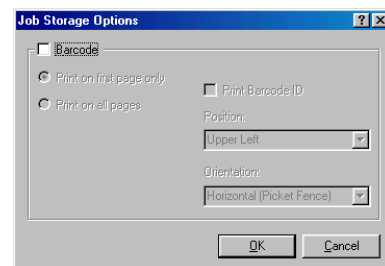 Job Storage Options
Barcode
Print on first page only
Print on all pages
Print Barcode ID
Position:
Upper Left
Orientation:
Horizontal (Picket Fence)
OK
Cancel